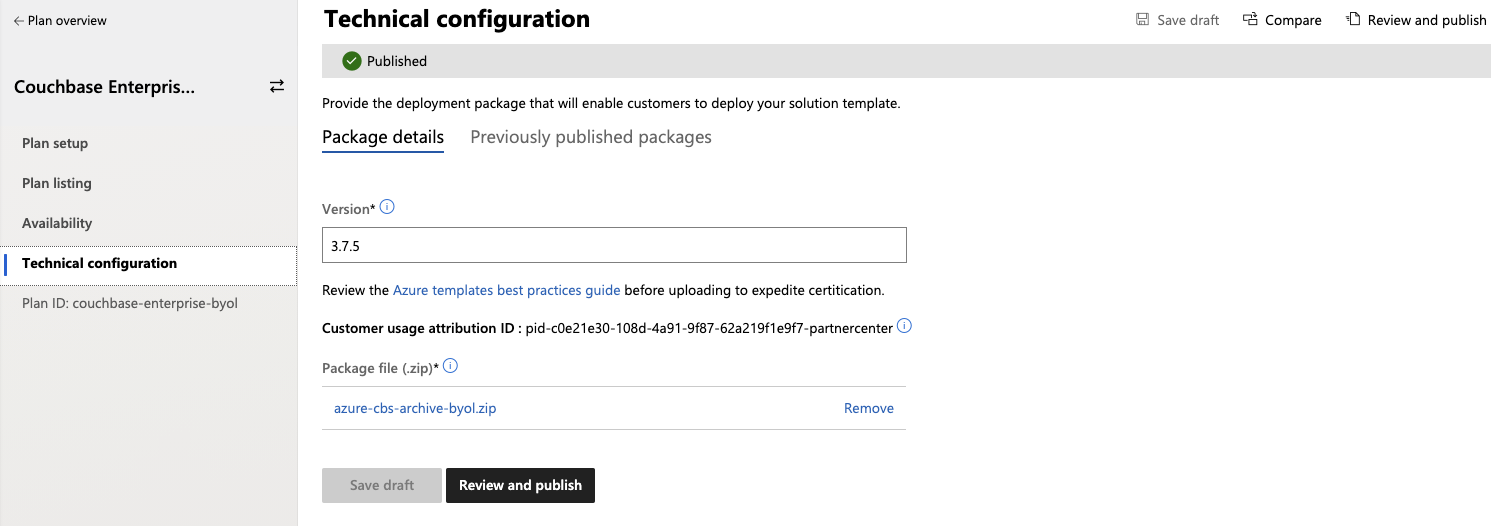 Plan overview
Technical configuration
Save draft
Compare
Review and publish
Published
Couchbase Enterpris...
Provide the deployment package that will enable customers to deploy your solution template.
Package details
Previously published packages
Plan setup
Plan listing
Availability
Technical configuration
Plan ID: couchbase-enterprise-byol
Version*
3.7.5
Review the Azure templates best practices guide before uploading to expedite certitication.
Customer usage attribution ID : pid-c0e21e30-108d-4a91-9f87-62a219f1e9f7-partnercenter
Package file (.zip)*
azure-cbs-archive-byol.zip
Remove
Save draft
Review and publish